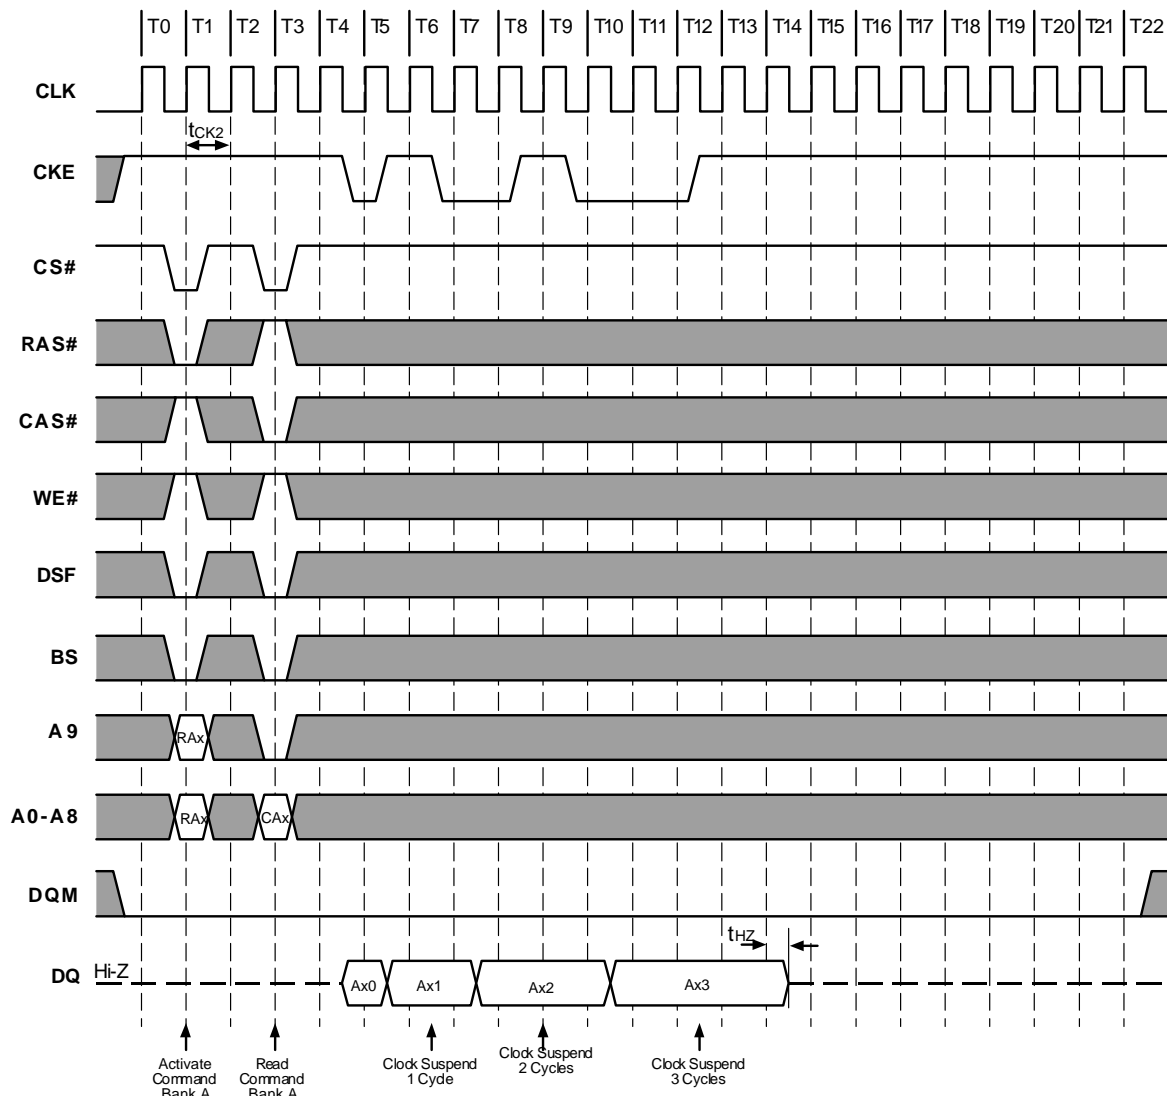 T0 T1 T2 T3 T4 T5 T6 T7 T8 T9 T10 T11 T12 T13 T14 T15 T16 T17 T18 T19 T20 T21 T22
CLK
tCK2
CKE
CS#
RAS#
CAS#
WE#
DSF
BS
A9
RAx
A0-A8
RAx CAx
DQM
tHZ
DQ Hi-Z Ax0 Ax1 Ax2 Ax3
Activate
Command
Bank A
Read
Command
Bank A
Clock Suspend
1 Cycle
Clock Suspend
2 Cycles
Clock Suspend
3 Cycles